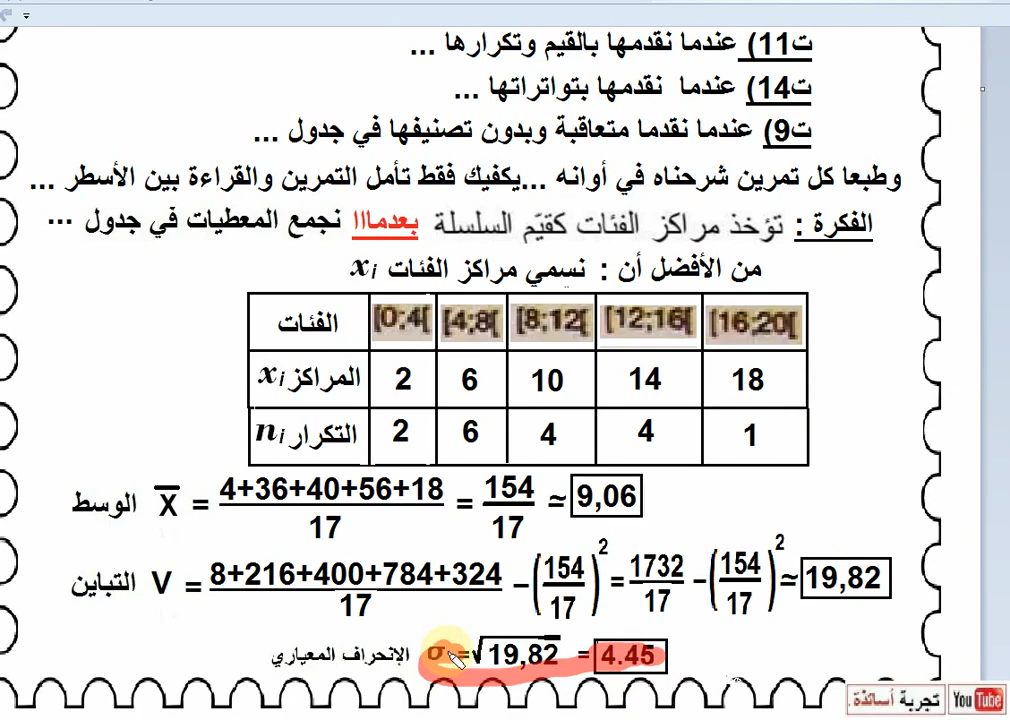 ت11) عندما نقدمها بالقيم وتكرارها ...
ت14) عندما نقدمها بتواتراتها ...
ت9) عندما نقدما متعاقبة وبدون تصنيفها في جدول ...
وطبعا كل تمرين شرحناه في أوانه ...يكفيك فقط تأمل التمرين والقراءة بين الأسطر ...
الفكرة : تؤخذ مراكز الفئات كقيّم السلسلة بعدمااا نجمع المعطيات في جدول ...
من الأفضل أن : نسمي مراكز الفئات xi
الفئات [0;4[ [4;8[ [8;12[ [12;16[ [16;20[
المراكز xi 2 6 10 14 18
التكرار ni 2 6 4 4 1
الوسط X̅ = (4+36+40+56+18)/17 = 154/17 ≈ 9,06
التباين V = (8+216+400+784+324)/17 − (154/17)² = 1732/17 − (154/17)² ≈ 19,82
الإنحراف المعياري σ = √19,82 = 4.45
تجربة أساتذة. YouTube